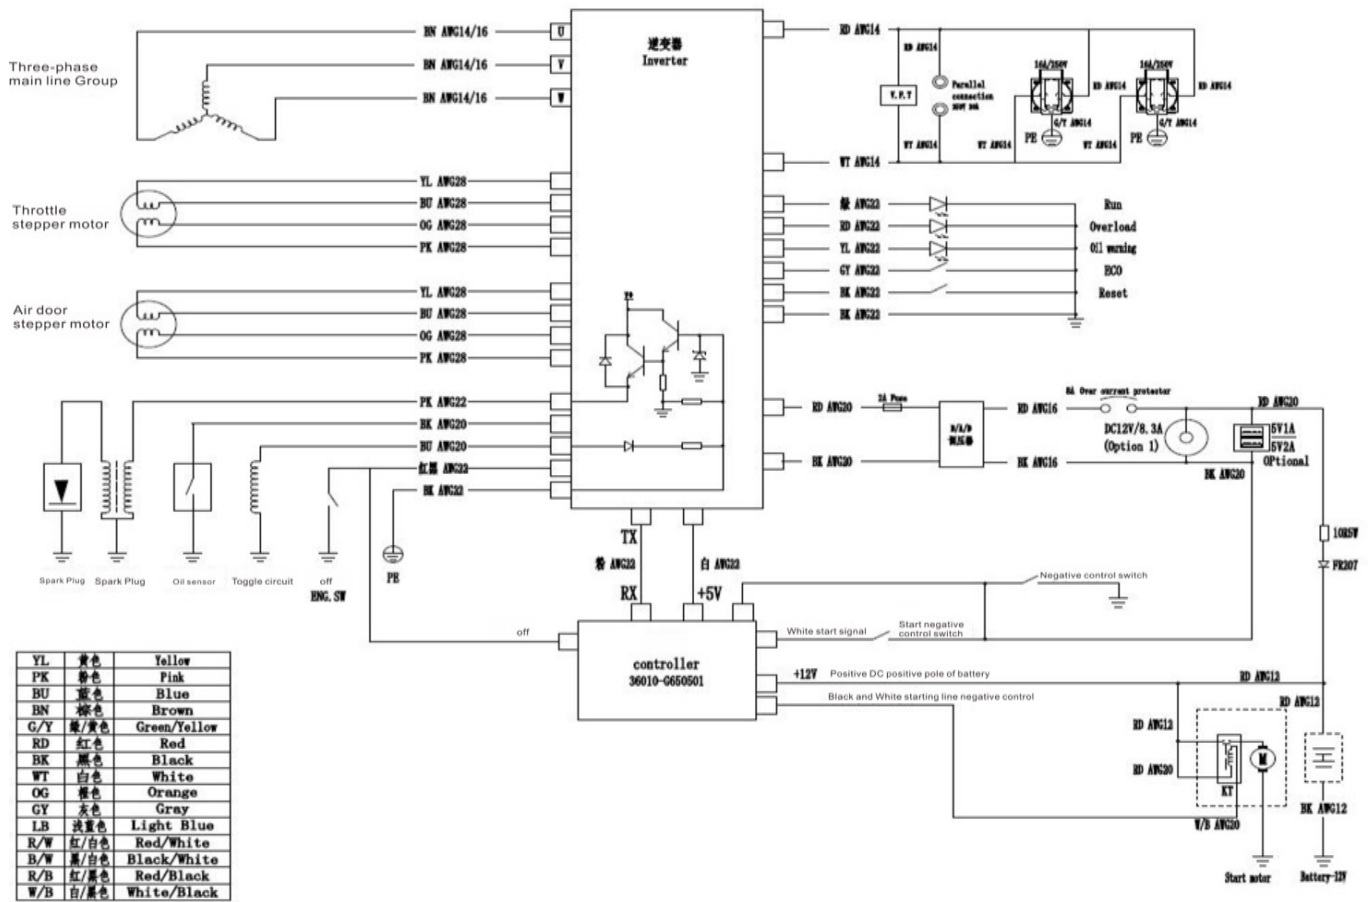 Three-phase
main line Group
BN AWG14/16
BN AWG14/16
BN AWG14/16
U
V
W
逆变器
Inverter
RD AWG14
RD AWG14
V.F.T
Parallel
connection
16A/250V
16A/250V
RD AWG14
RD AWG14
G/Y AWG14
G/Y AWG14
PE
PE
WT AWG14
WT AWG14
WT AWG14
WT AWG14
Throttle
stepper motor
YL AWG28
BU AWG28
OG AWG28
PK AWG28
AWG22
RD AWG22
YL AWG22
GY AWG22
BK AWG22
BK AWG22
Run
Overload
Oil warning
ECO
Reset
Air door
stepper motor
YL AWG28
BU AWG28
OG AWG28
PK AWG28
PK AWG22
BK AWG20
BU AWG20
红黑 AWG22
BK AWG22
RD AWG20
2A Fuse
BK AWG20
RD AWG16
BK AWG16
8A Over current protector
DC12V/8.3A
(Option 1)
RD AWG20
5V1A
5V2A
OPtional
BK AWG20
10R5W
FR207
Spark Plug
Spark Plug
Oil sensor
Toggle circuit
off
ENG.SW
PE
TX
粉 AWG22
白 AWG22
RX
+5V
off
controller
36010-G650501
Negative control switch
White start signal
Start negative
control switch
+12V
Positive DC positive pole of battery
Black and White starting line negative control
RD AWG12
RD AWG12
RD AWG12
RD AWG20
KT
M
W/B AWG20
BK AWG12
Start motor
Battery-12V
YL 黄色 Yellow
PK 粉色 Pink
BU 蓝色 Blue
BN 棕色 Brown
G/Y 绿/黄色 Green/Yellow
RD 红色 Red
BK 黑色 Black
WT 白色 White
OG 橙色 Orange
GY 灰色 Gray
LB 浅蓝色 Light Blue
R/W 红/白色 Red/White
B/W 黑/白色 Black/White
R/B 红/黑色 Red/Black
W/B 白/黑色 White/Black